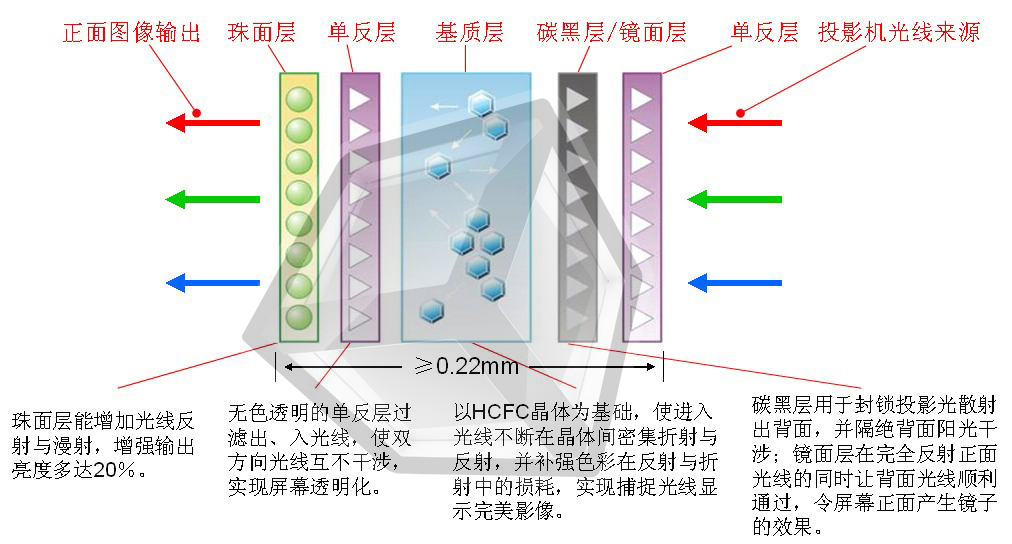 正面图像输出 珠面层 单反层 基质层 碳黑层/镜面层 单反层 投影机光线来源
≥0.22mm
珠面层能增加光线反
射与漫射，增强输出
亮度多达20%。
无色透明的单反层过
滤出、入光线，使双
方向光线互不干涉，
实现屏幕透明化。
以HCFC晶体为基础，使进入
光线不断在晶体间密集折射与
反射，并补强色彩在反射与折
射中的损耗，实现捕捉光线显
示完美影像。
碳黑层用于封锁投影光散射
出背面，并隔绝背面阳光干
涉；镜面层在完全反射正面
光线的同时让背面光线顺利
通过，令屏幕正面产生镜子
的效果。